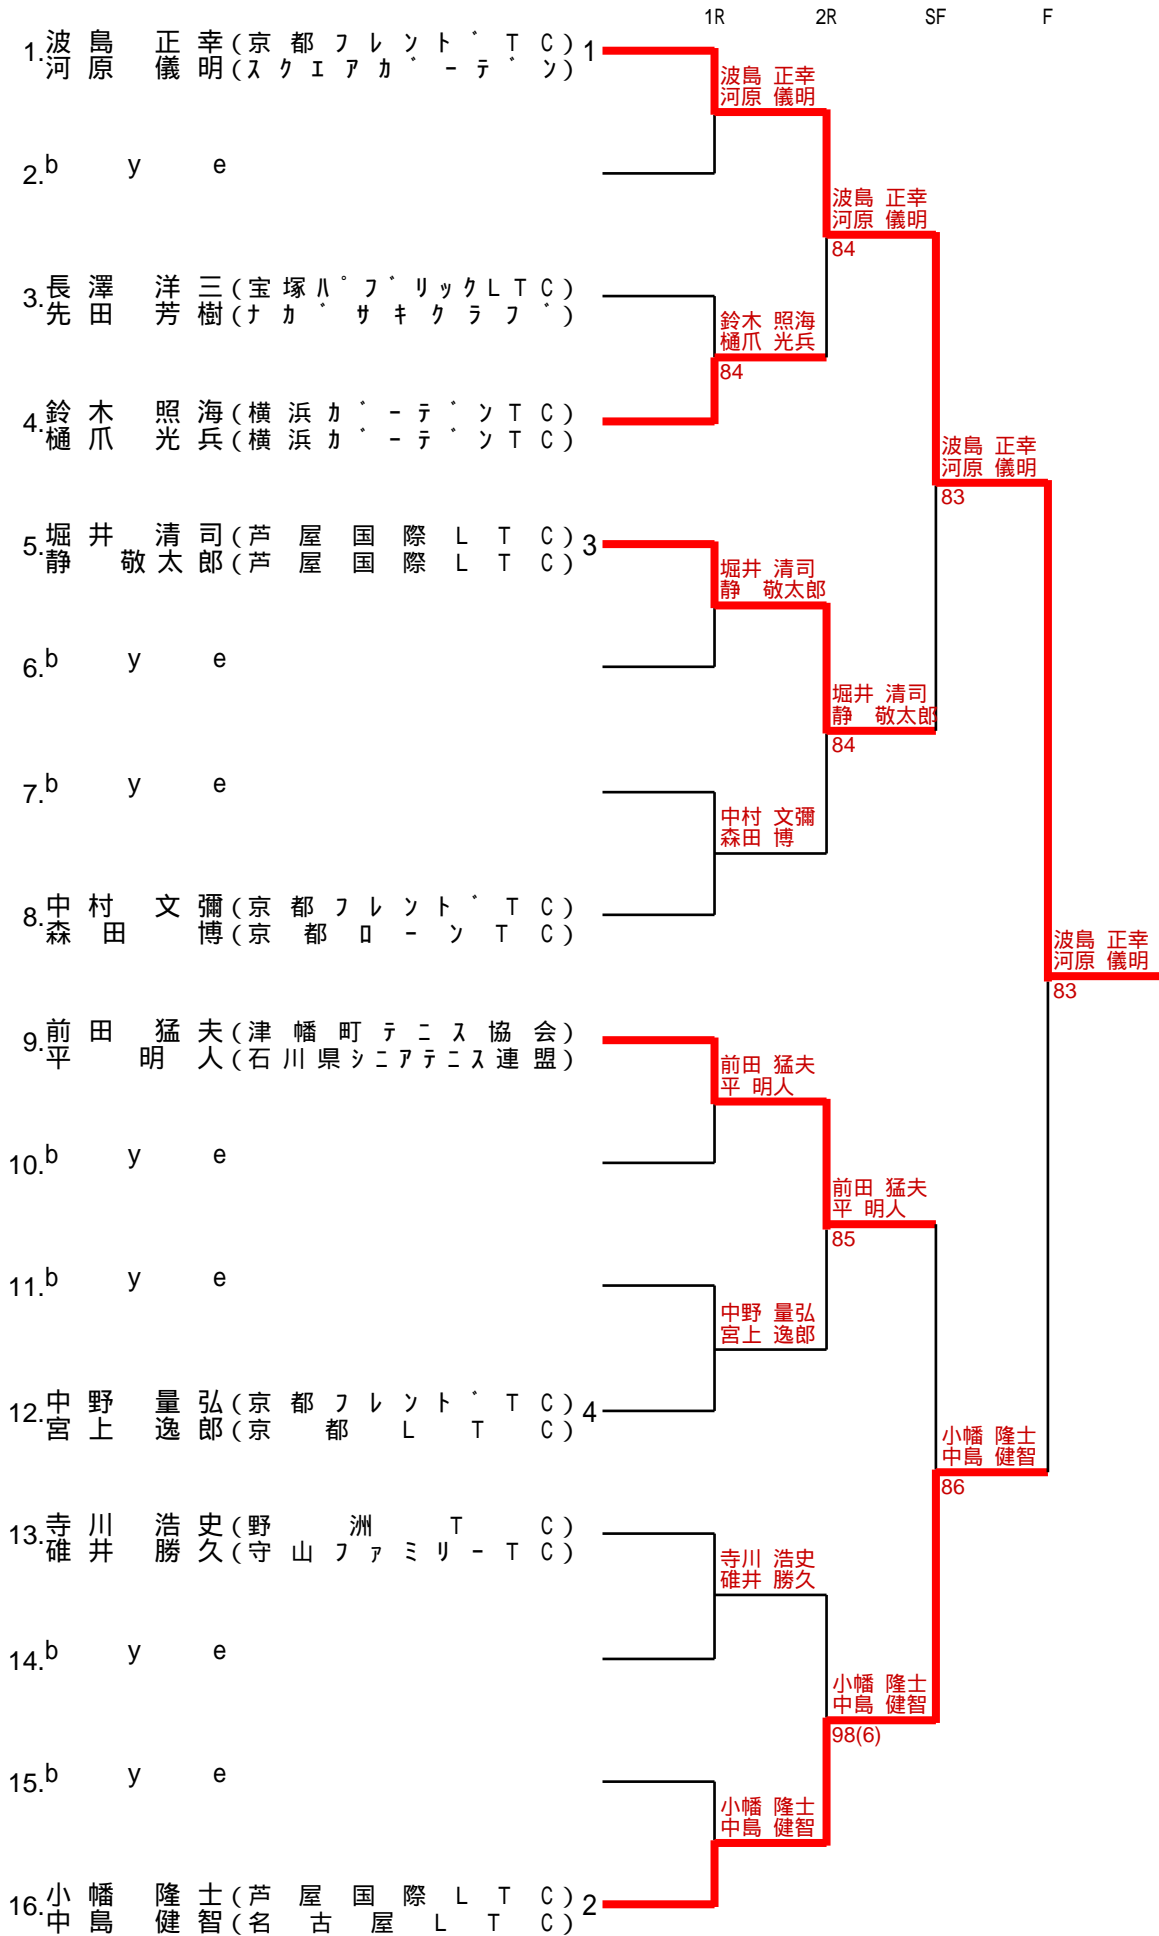 1R 2R SF F
1. 波島 正幸(京都フレンド TC) 1
河原 儀明(スクエアガーデン)
波島 正幸
河原 儀明
2. bye
波島 正幸
河原 儀明
84
3. 長澤 洋三(宝塚パブリックLTC)
先田 芳樹(ナガサキクラブ)
鈴木 照海
樋爪 光兵
84
4. 鈴木 照海(横浜ガーデンTC)
樋爪 光兵(横浜ガーデンTC)
波島 正幸
河原 儀明
83
5. 堀井 清司(芦屋国際LTC) 3
静 敬太郎(芦屋国際LTC)
堀井 清司
静 敬太郎
6. bye
堀井 清司
静 敬太郎
84
7. bye
中村 文彌
森田 博
8. 中村 文彌(京都フレンドTC)
森田 博(京都ローンTC)
波島 正幸
河原 儀明
83
9. 前田 猛夫(津幡町テニス協会)
平 明人(石川県シニアテニス連盟)
前田 猛夫
平 明人
10. bye
前田 猛夫
平 明人
85
11. bye
中野 量弘
宮上 逸郎
12. 中野 量弘(京都フレンドTC) 4
宮上 逸郎(京都LTC)
小幡 隆士
中島 健智
86
13. 寺川 浩史(野洲TC)
碓井 勝久(守山ファミリーTC)
寺川 浩史
碓井 勝久
14. bye
小幡 隆士
中島 健智
98(6)
15. bye
小幡 隆士
中島 健智
16. 小幡 隆士(芦屋国際LTC) 2
中島 健智(名古屋LTC)